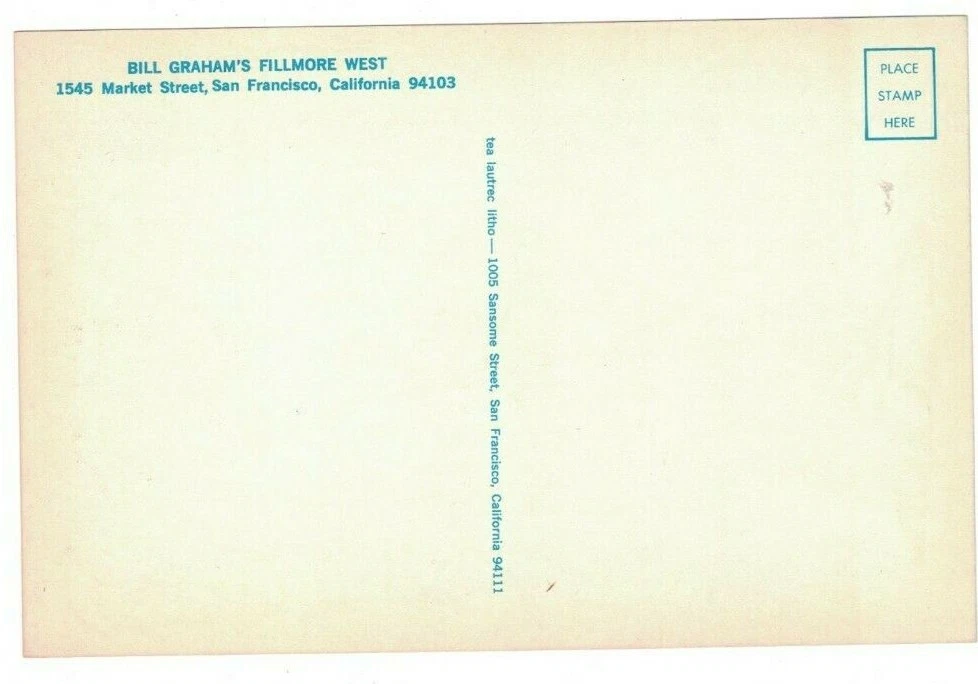 BILL GRAHAM'S FILLMORE WEST
1545 Market Street, San Francisco, California 94103
PLACE
STAMP
HERE
tea lautrec litho — 1005 Sansome Street, San Francisco, California 94111